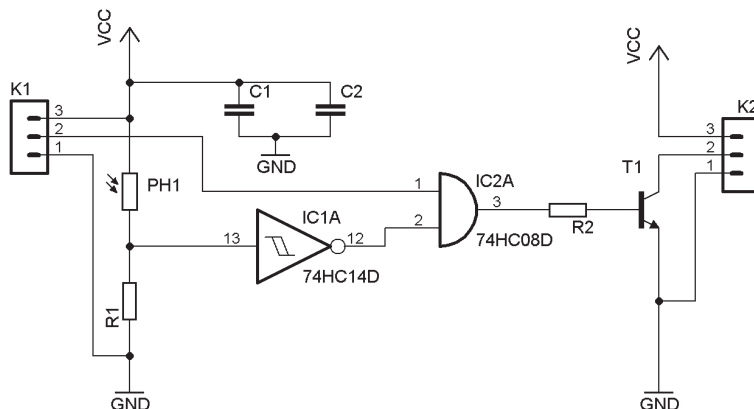 VCC
K1
3
2
1
C1
C2
GND
PH1
R1
GND
13
IC1A
12
74HC14D
1
2
IC2A
3
74HC08D
R2
T1
VCC
K2
3
2
1
GND